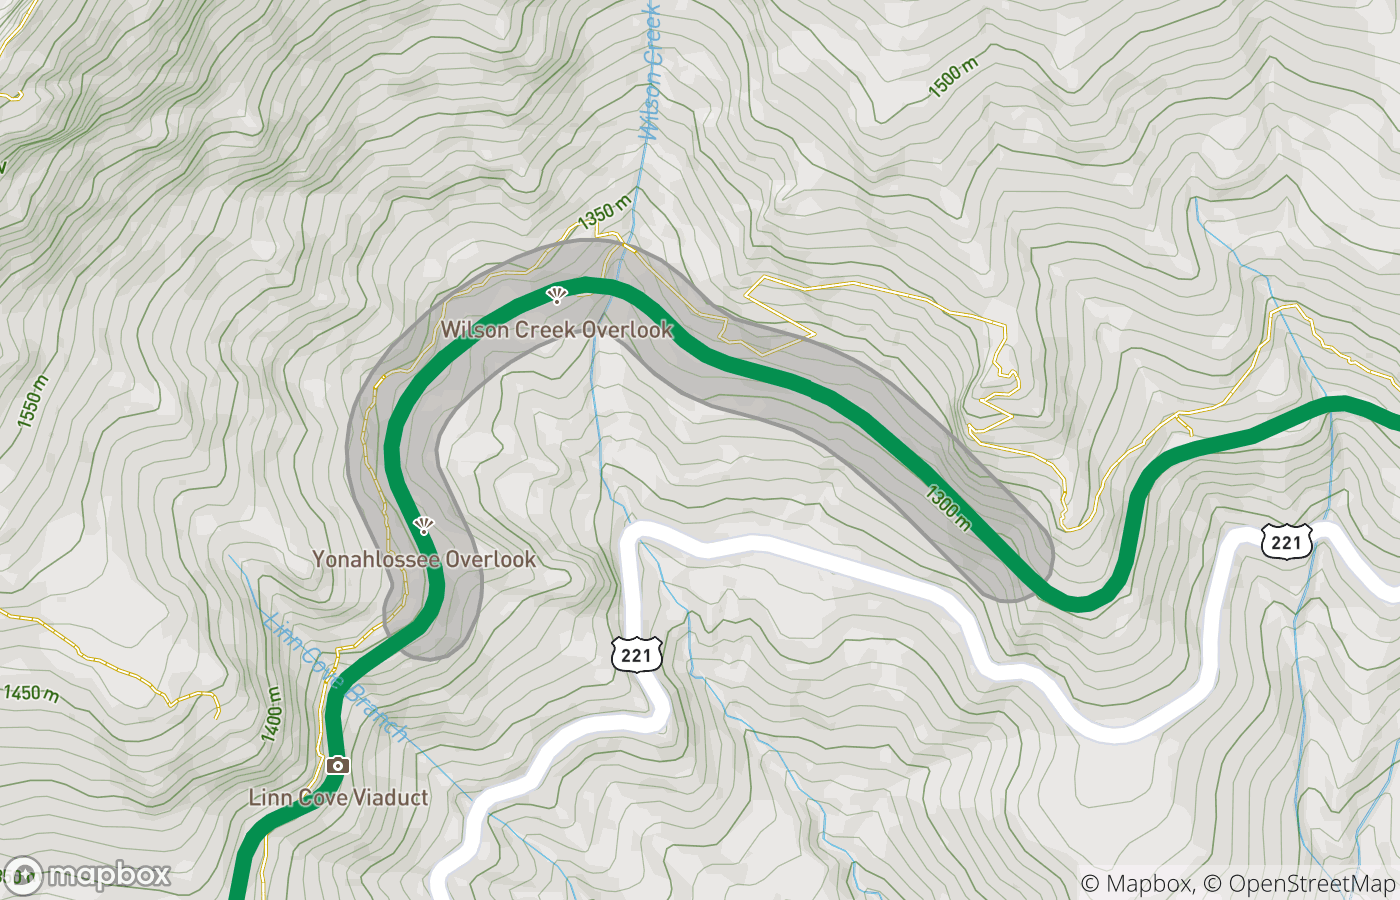 Wilson Creek
1500 m
1350 m
Wilson Creek Overlook
1550 m
1300 m
Yonahlossee Overlook
221
221
Linn Cove Branch
1450 m
1400 m
Linn Cove Viaduct
mapbox
© Mapbox, © OpenStreetMap